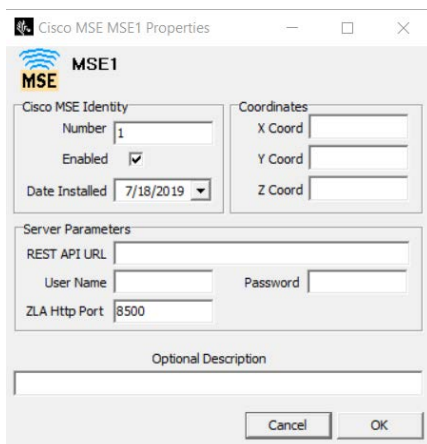 Cisco MSE MSE1 Properties
MSE MSE1
Cisco MSE Identity
Number 1
Enabled
Date Installed 7/18/2019
Coordinates
X Coord
Y Coord
Z Coord
Server Parameters
REST API URL
User Name Password
ZLA Http Port 8500
Optional Description
Cancel OK